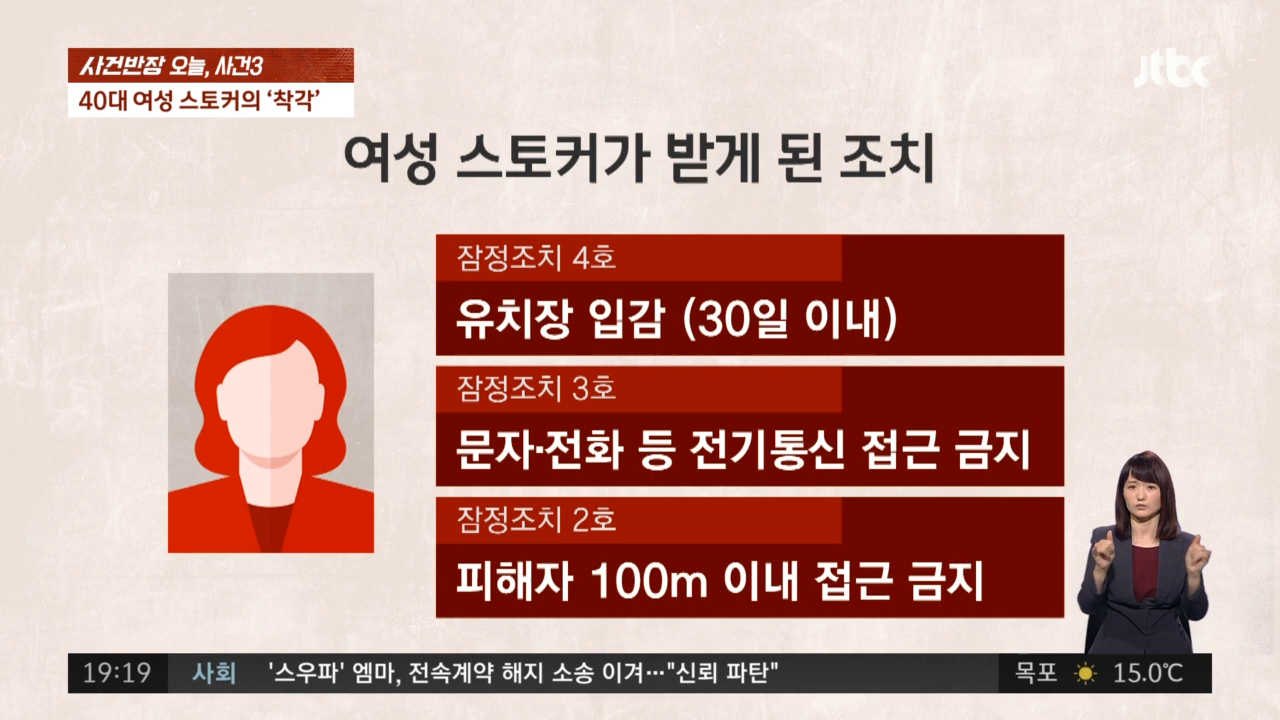 사건반장 오늘, 사건3
jtbc
40대 여성 스토커의 ‘착각’
여성 스토커가 받게 된 조치
잠정조치 4호
유치장 입감 (30일 이내)
잠정조치 3호
문자·전화 등 전기통신 접근 금지
잠정조치 2호
피해자 100m 이내 접근 금지
19:19 사회 '스우파' 엠마, 전속계약 해지 소송 이겨…"신뢰 파탄" 목포 15.0℃